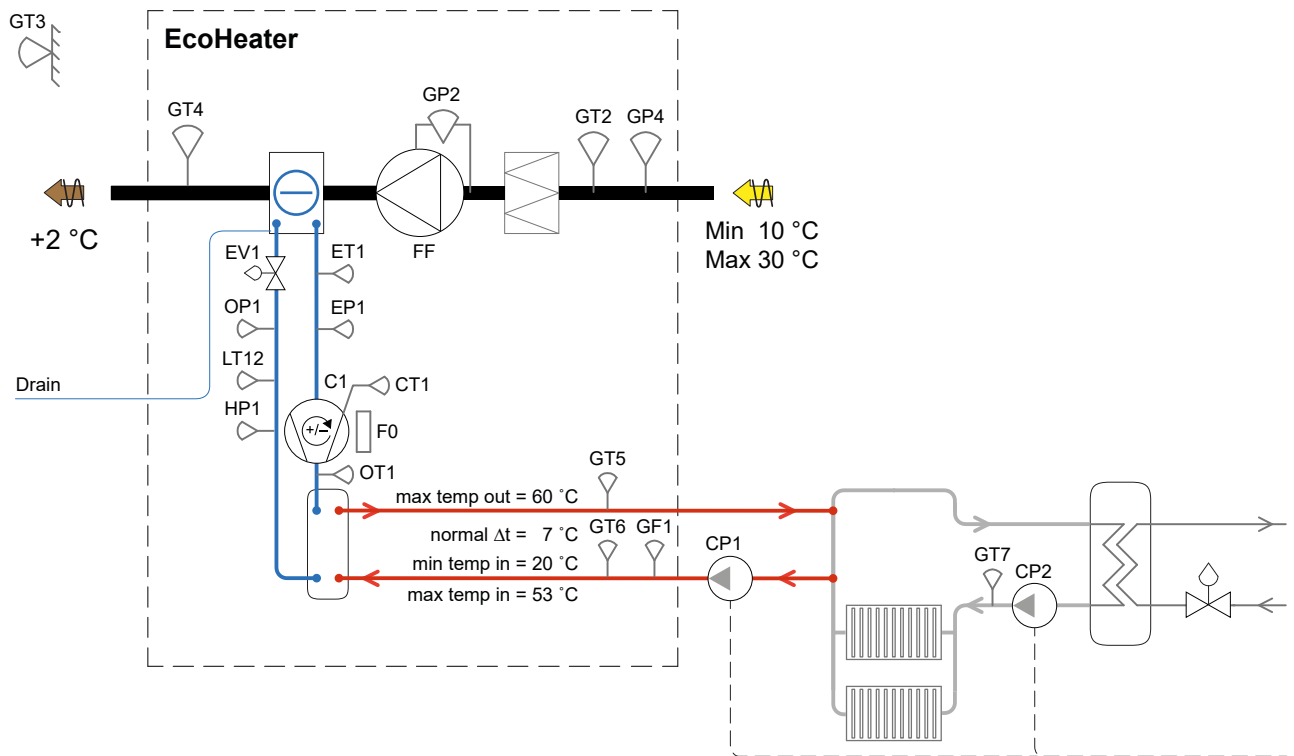 GT3
EcoHeater
GT4
GP2
GT2
GP4
+2 °C
FF
Min 10 °C
Max 30 °C
EV1
ET1
OP1
EP1
LT12
Drain
C1
CT1
HP1
+/-
F0
OT1
GT5
max temp out = 60 ˚C
normal Δt = 7 ˚C
GT6
GF1
CP1
min temp in = 20 ˚C
max temp in = 53 ˚C
GT7
CP2